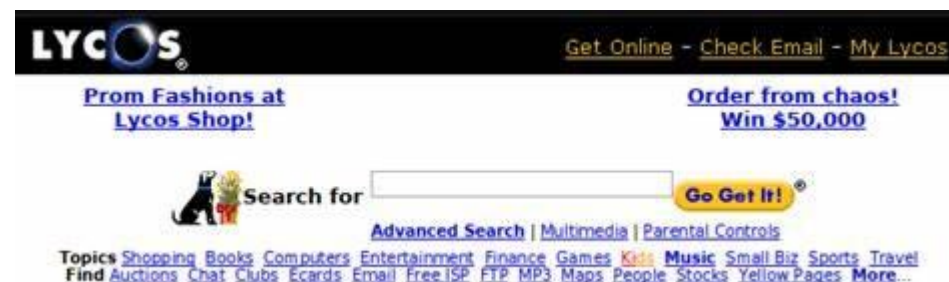 LYCOS®
Get Online - Check Email - My Lycos
Prom Fashions at
Lycos Shop!
Order from chaos!
Win $50,000
Search for
Go Get It!®
Advanced Search | Multimedia | Parental Controls
Topics Shopping Books Computers Entertainment Finance Games Kids Music Small Biz Sports Travel
Find Auctions Chat Clubs Ecards Email Free ISP FTP MP3 Maps People Stocks Yellow Pages More...